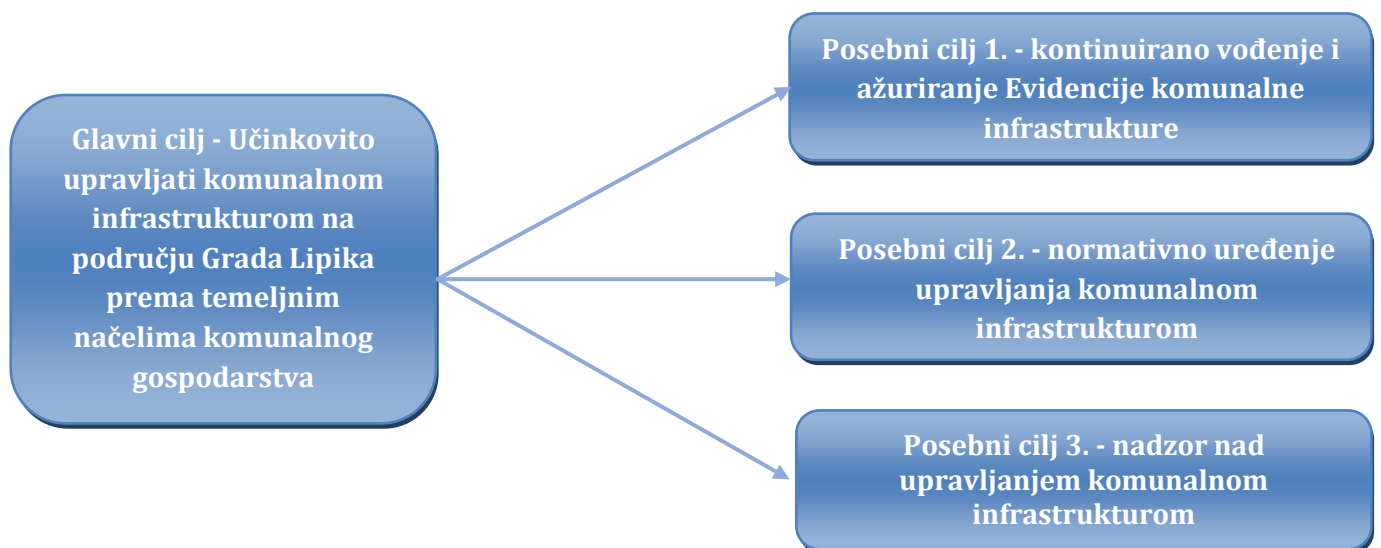 Glavni cilj - Učinkovito
upravljati komunalnom
infrastrukturom na
području Grada Lipika
prema temeljnim
načelima komunalnog
gospodarstva
Posebni cilj 1. - kontinuirano vođenje i
ažuriranje Evidencije komunalne
infrastrukture
Posebni cilj 2. - normativno uređenje
upravljanja komunalnom
infrastrukturom
Posebni cilj 3. - nadzor nad
upravljanjem komunalnom
infrastrukturom